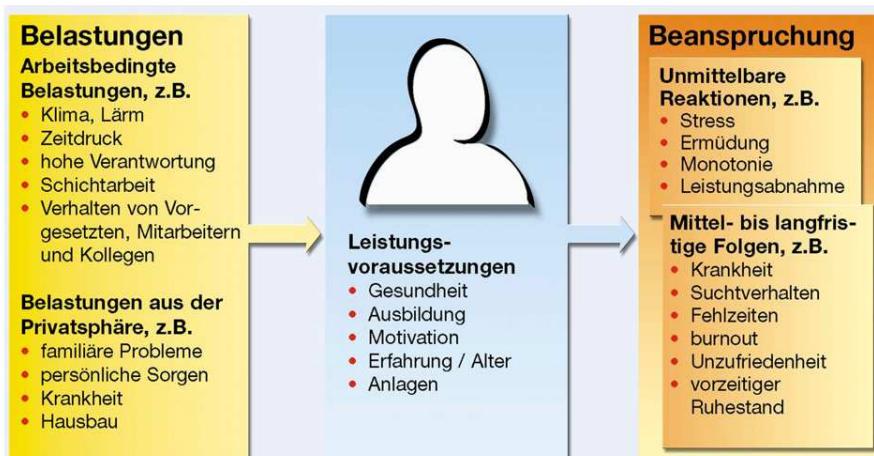 Belastungen
Arbeitsbedingte
Belastungen, z.B.
• Klima, Lärm
• Zeitdruck
• hohe Verantwortung
• Schichtarbeit
• Verhalten von Vor-
gesetzten, Mitarbeitern
und Kollegen
Belastungen aus der
Privatsphäre, z.B.
• familiäre Probleme
• persönliche Sorgen
• Krankheit
• Hausbau
Leistungs-
voraussetzungen
• Gesundheit
• Ausbildung
• Motivation
• Erfahrung / Alter
• Anlagen
Beanspruchung
Unmittelbare
Reaktionen, z.B.
• Stress
• Ermüdung
• Monotonie
• Leistungsabnahme
Mittel- bis langfris-
tige Folgen, z.B.
• Krankheit
• Suchtverhalten
• Fehlzeiten
• burnout
• Unzufriedenheit
• vorzeitiger
Ruhestand